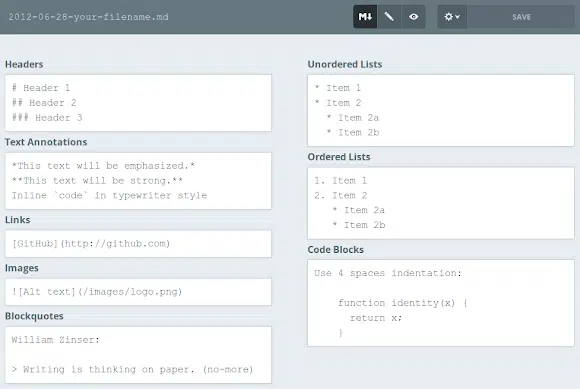 2012-06-28-your-filename.md
M↓
SAVE
Headers
# Header 1
## Header 2
### Header 3
Text Annotations
*This text will be emphasized.*
**This text will be strong.**
Inline `code` in typewriter style
Links
[GitHub](http://github.com)
Images
![Alt text](/images/logo.png)
Blockquotes
William Zinser:
> Writing is thinking on paper. (no-more)
Unordered Lists
* Item 1
* Item 2
  * Item 2a
  * Item 2b
Ordered Lists
1. Item 1
2. Item 2
   * Item 2a
   * Item 2b
Code Blocks
Use 4 spaces indentation:
    function identity(x) {
      return x;
    }